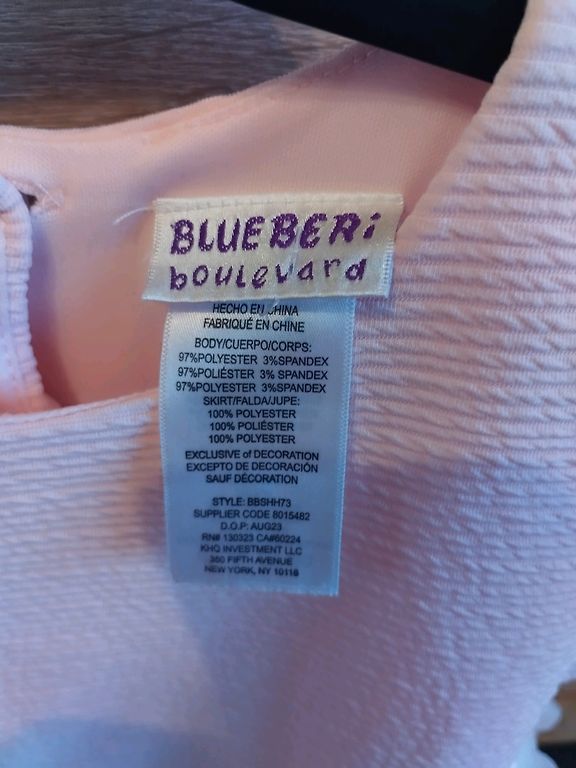 BLUEBERi
boulevard
HECHO EN CHINA
FABRIQUÉ EN CHINE
BODY/CUERPO/CORPS:
97%POLYESTER 3%SPANDEX
97%POLIÉSTER 3% SPANDEX
97%POLYESTER 3%SPANDEX
SKIRT/FALDA/JUPE:
100% POLYESTER
100% POLIÉSTER
100% POLYESTER
EXCLUSIVE of DECORATION
EXCEPTO DE DECORACIÓN
SAUF DÉCORATION
STYLE: BBSHH73
SUPPLIER CODE 8015482
D.O.P: AUG23
RN# 130323 CA#60224
KHQ INVESTMENT LLC
350 FIFTH AVENUE
NEW YORK, NY 10118